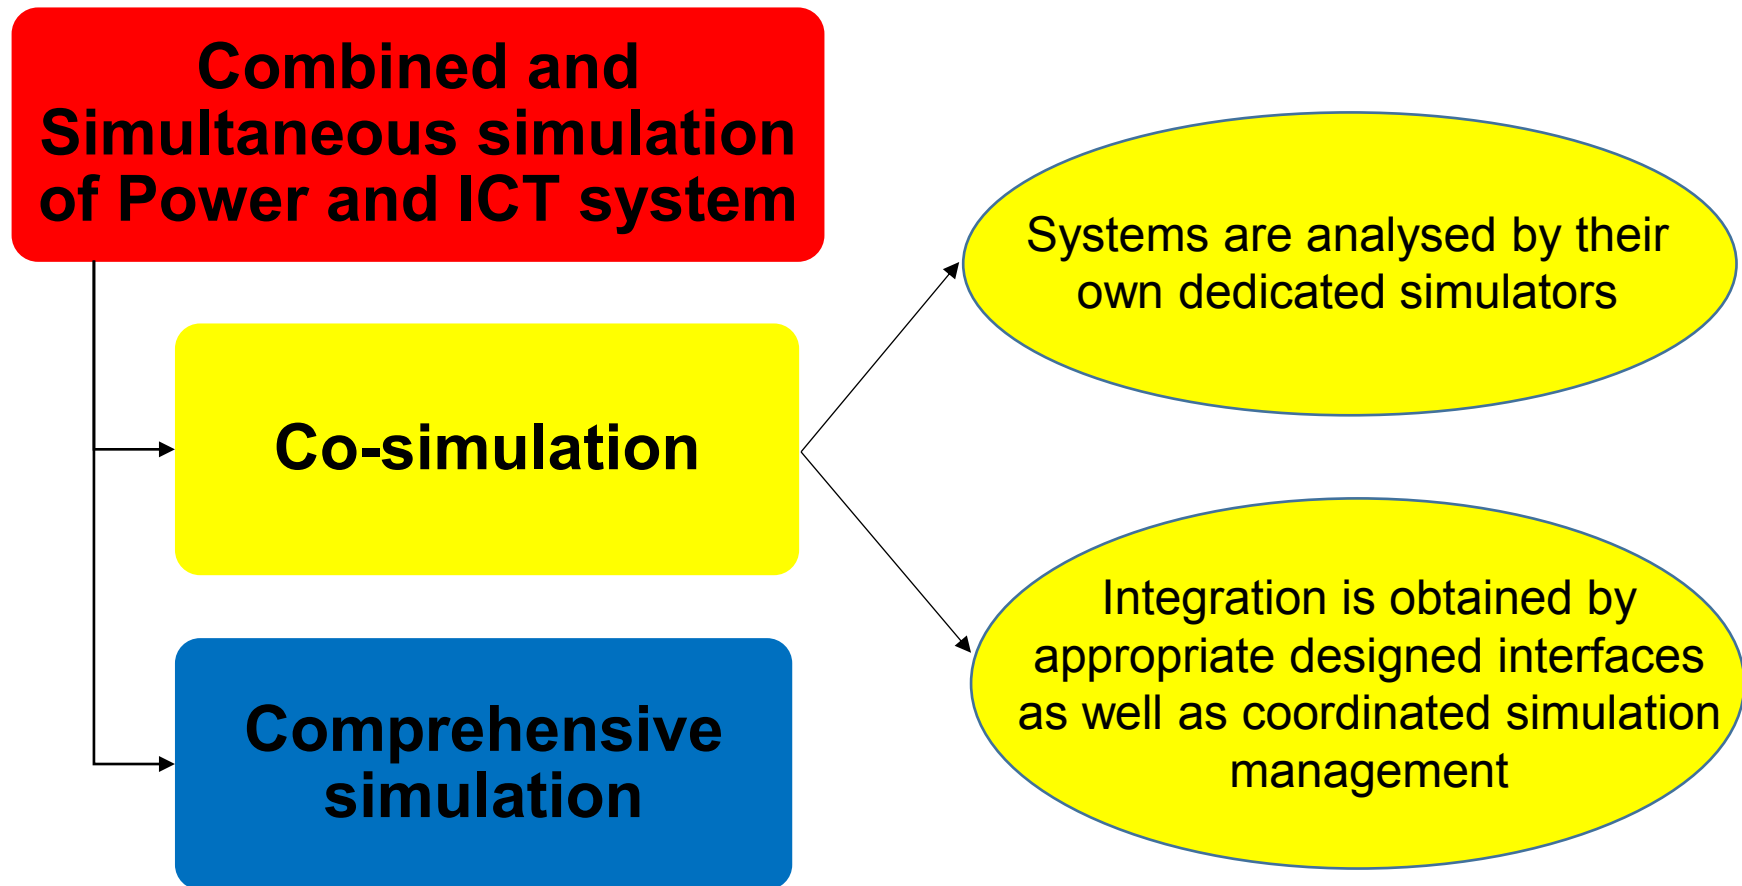 Combined and
Simultaneous simulation
of Power and ICT system
Systems are analysed by their
own dedicated simulators
Co-simulation
Integration is obtained by
appropriate designed interfaces
as well as coordinated simulation
management
Comprehensive
simulation